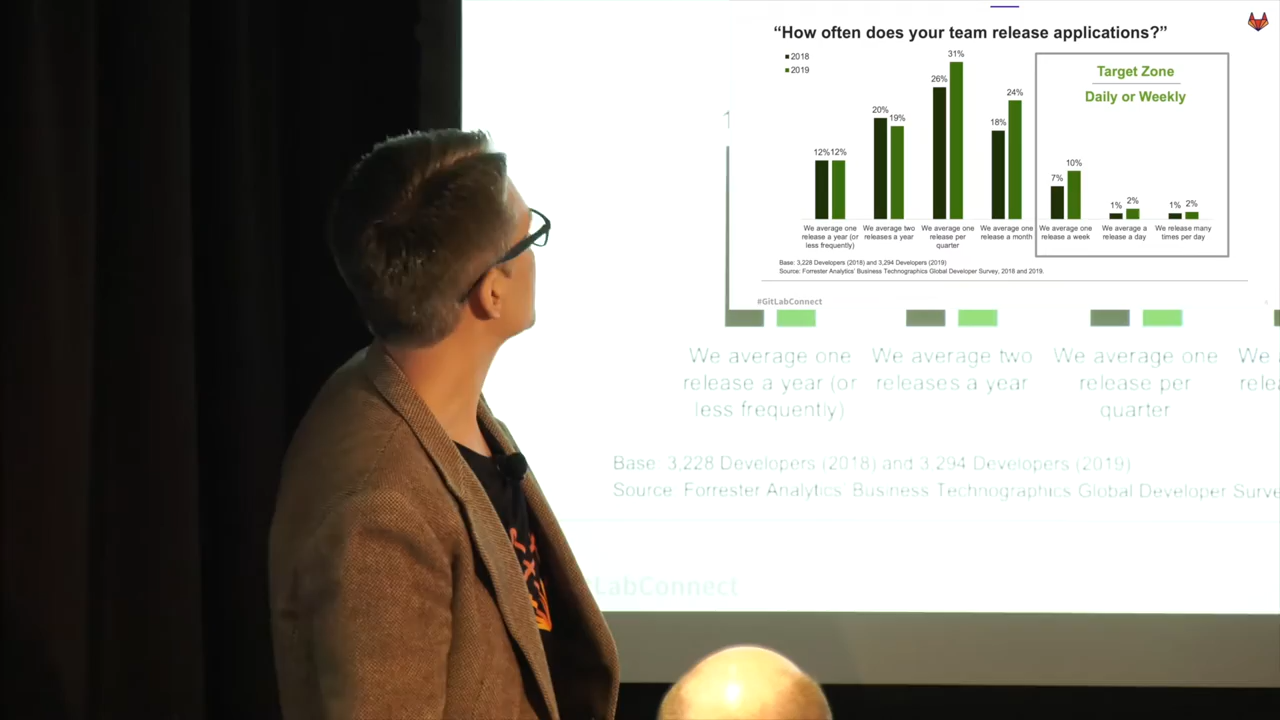 “How often does your team release applications?”
2018
2019
Target Zone
Daily or Weekly
12% 12%
20% 19%
26% 31%
18% 24%
7% 10%
1% 2%
1% 2%
We average one
release a year (or
less frequently)
We average two
releases a year
We average one
release per
quarter
We average one
release a month
We average one
release a week
We average a
release a day
We release many
times per day
Base: 3,228 Developers (2018) and 3,294 Developers (2019)
Source: Forrester Analytics’ Business Technographics Global Developer Survey, 2018 and 2019.
#GitLabConnect
We average one
release a year (or
less frequently)
We average two
releases a year
We average one
release per
quarter
We
relea
Base 3,228 Developers (2018) and 3 294 Developers (2019)
Source Forrester Analytics’ Business Technographics Global Developer Surve
tLabConnect